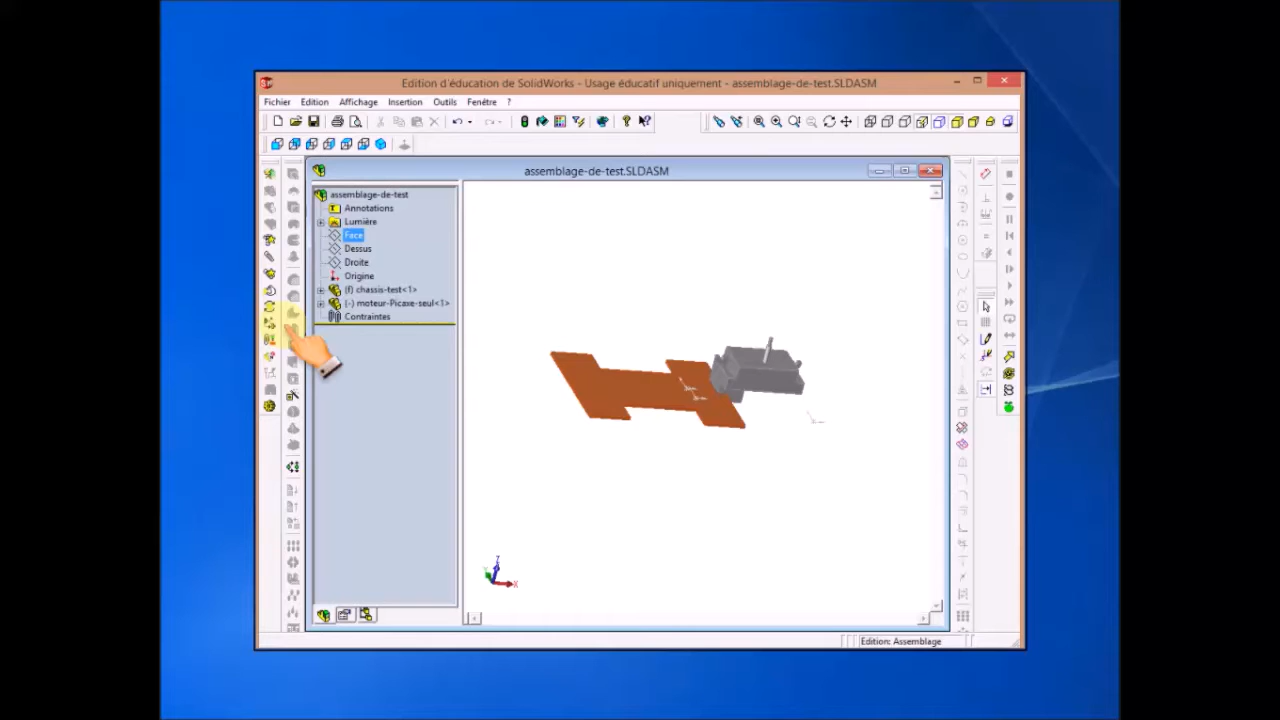 Edition d'éducation de SolidWorks - Usage éducatif uniquement - assemblage-de-test.SLDASM
Fichier Edition Affichage Insertion Outils Fenêtre ?
assemblage-de-test.SLDASM
assemblage-de-test
Annotations
Lumière
Face
Dessus
Droite
Origine
(f) chassis-test<1>
(-) moteur-Picaxe-seul<1>
Contraintes
Z
Y
X
Edition: Assemblage